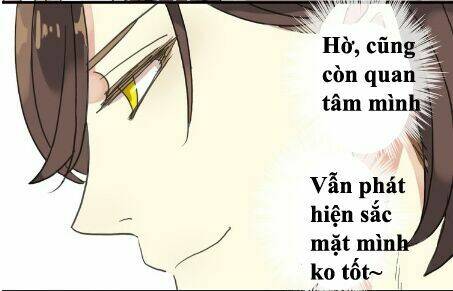 Hờ, cũng
còn quan
tâm mình
Vẫn phát
hiện sắc
mặt mình
ko tốt~